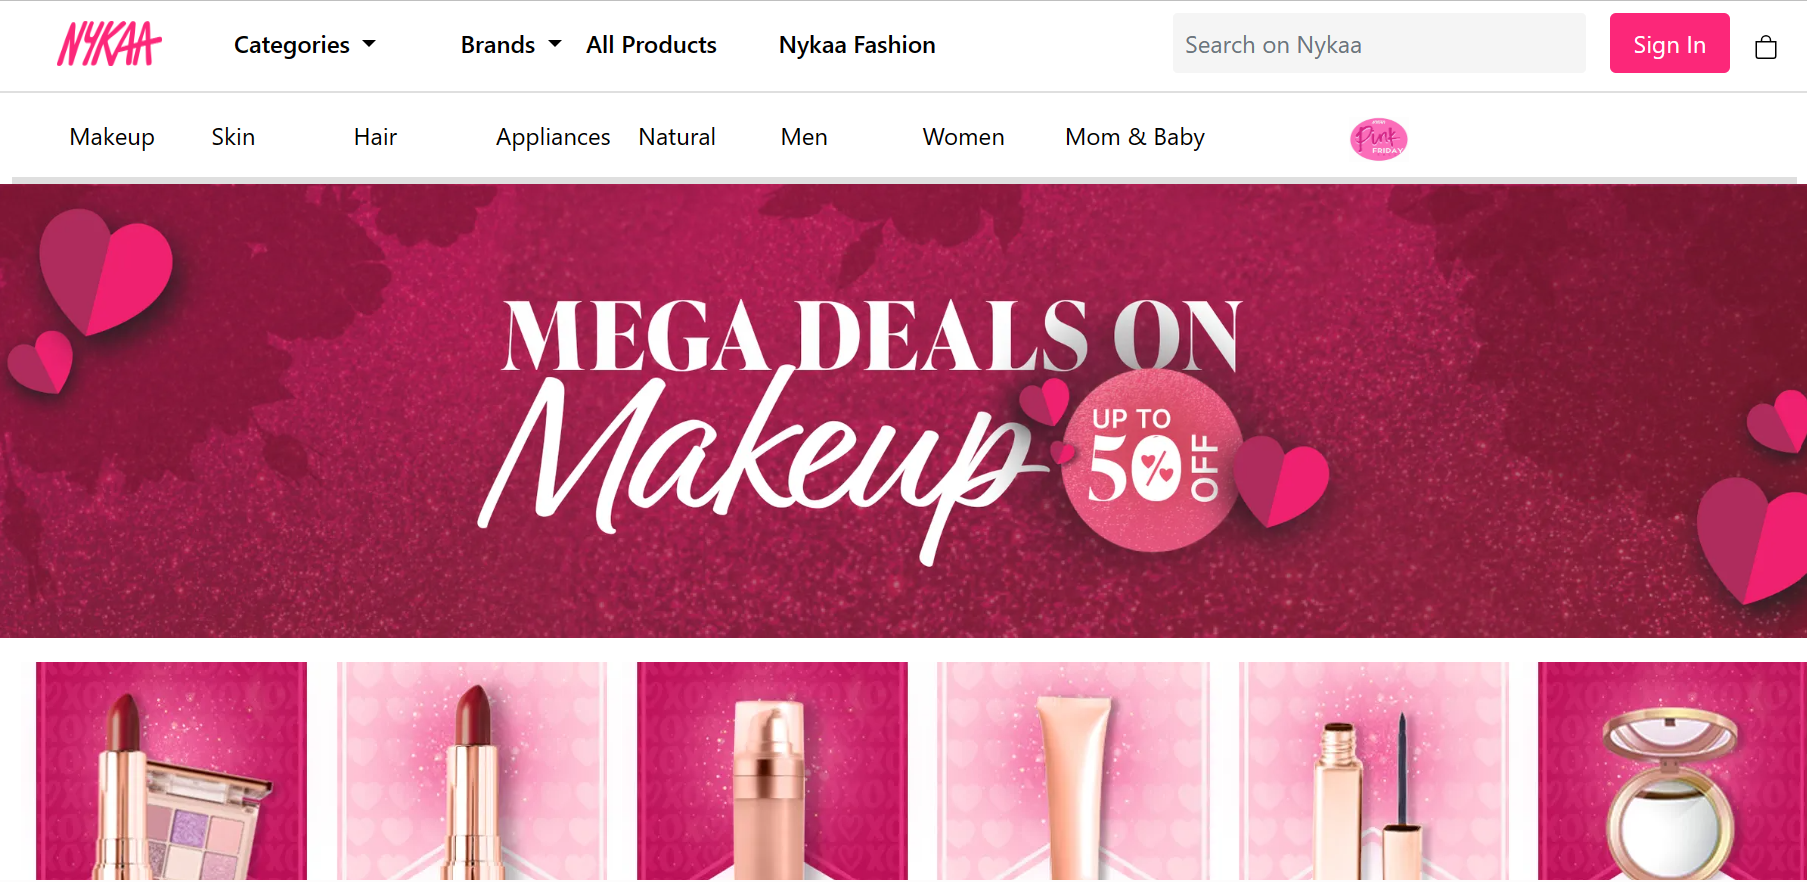 NYKAA
Categories
Brands
All Products
Nykaa Fashion
Search on Nykaa
Sign In
Makeup
Skin
Hair
Appliances
Natural
Men
Women
Mom & Baby
Pink
FRIDAY
MEGA DEALS ON
Makeup
UP TO
50%
OFF